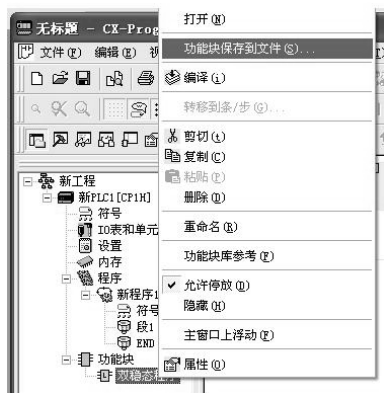 无标题 - CX-Prog
文件(F) 编辑(E)
新工程
新PLC1[CP1H]
符号
IO表和单元
设置
内存
程序
新程序1
符号
段1
END
功能块
打开(N)
功能块保存到文件(S)...
编译(i)
转移到条/步(G)...
剪切(t)
复制(C)
粘贴(P)
删除(D)
重命名(R)
功能块库参考(F)
允许停放(D)
隐藏(H)
主窗口上浮动(F)
属性(O)